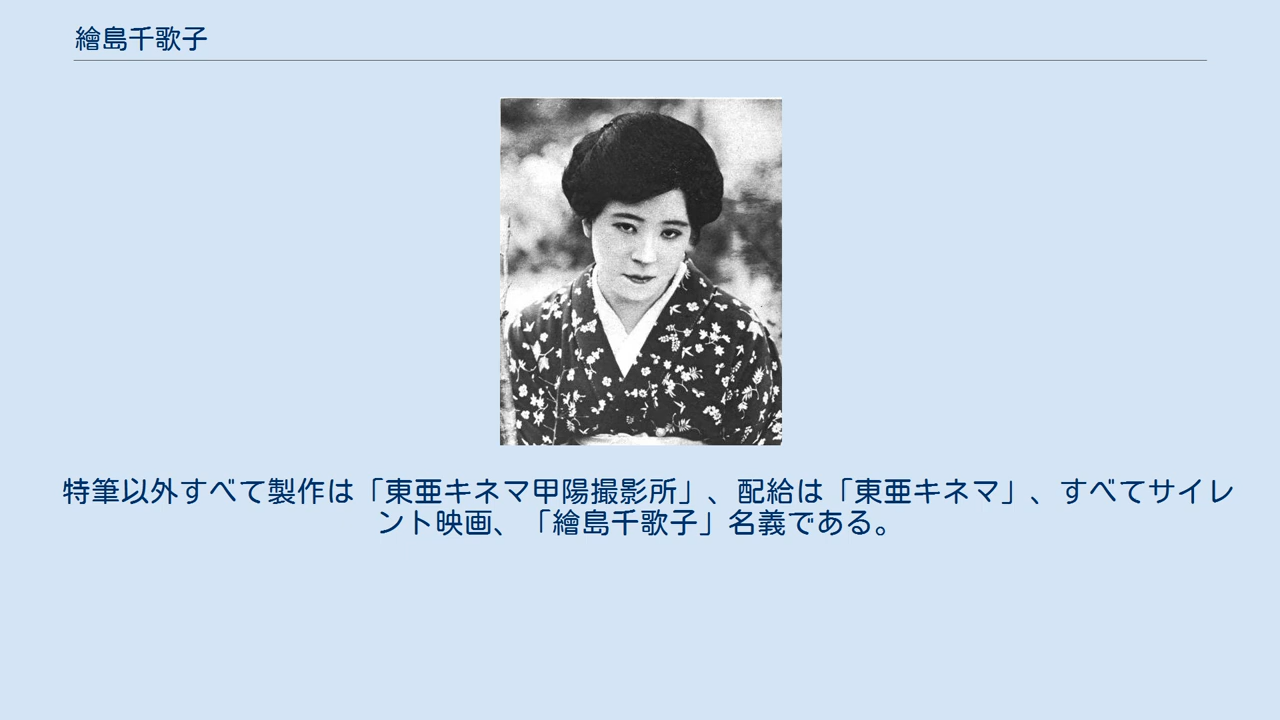 繪島千歌子
特筆以外すべて製作は「東亜キネマ甲陽撮影所」、配給は「東亜キネマ」、すべてサイレ
ント映画、「繪島千歌子」名義である。